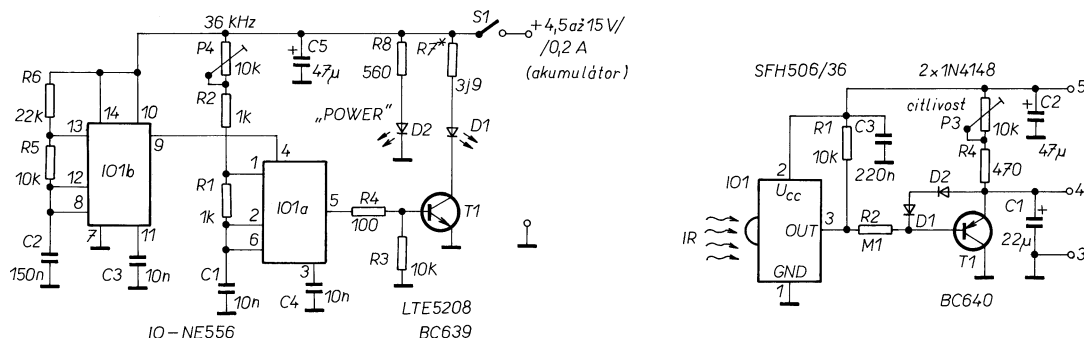 36 KHz
P4
10K
R2
1K
+ C5
47µ
R8
560
R7*
3j9
S1
+4,5 až 15 V/
/0,2 A
(akumulátor)
„POWER"
D2
D1
R6
22K
14
10
13
9
R5
10K
IO1b
12
8
7
11
C2
150n
C3
10n
R1
1K
4
1
2
6
IO1a
5
3
C1
10n
C4
10n
R4
100
R3
10K
T1
IO – NE556
LTE5208
BC639
SFH506/36
2 x 1N4148
5
citlivost
P3
10K
+ C2
47µ
R1
10K
C3
220n
R4
470
IO1
2
Ucc
D2
4
IR
3
OUT
R2
M1
D1
C1
+
22µ
T1
GND
1
3
BC640